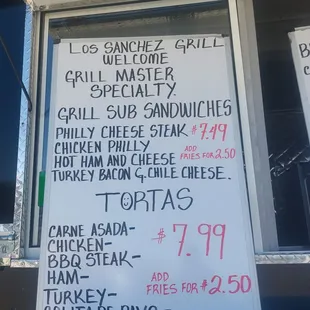 LOS SANCHEZ GRILL
WELCOME
GRILL MASTER
SPECIALTY
GRILL SUB SANDWICHES
PHILLY CHEESE STEAK $7.49
CHICKEN PHILLY
HOT HAM AND CHEESE ADD FRIES FOR 2.50
TURKEY BACON G. CHILE CHEESE.
TORTAS
CARNE ASADA-
CHICKEN- $7.99
BBQ STEAK-
HAM- ADD
TURKEY- FRIES FOR $2.50